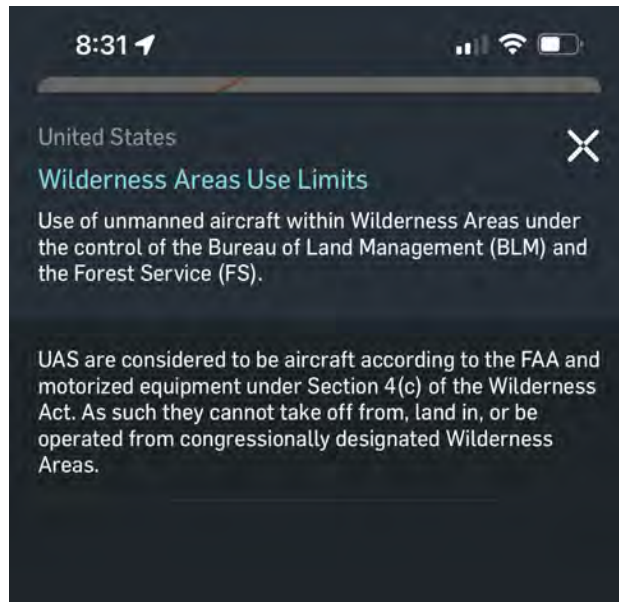 8:31
United States
Wilderness Areas Use Limits
Use of unmanned aircraft within Wilderness Areas under
the control of the Bureau of Land Management (BLM) and
the Forest Service (FS).
UAS are considered to be aircraft according to the FAA and
motorized equipment under Section 4(c) of the Wilderness
Act. As such they cannot take off from, land in, or be
operated from congressionally designated Wilderness
Areas.